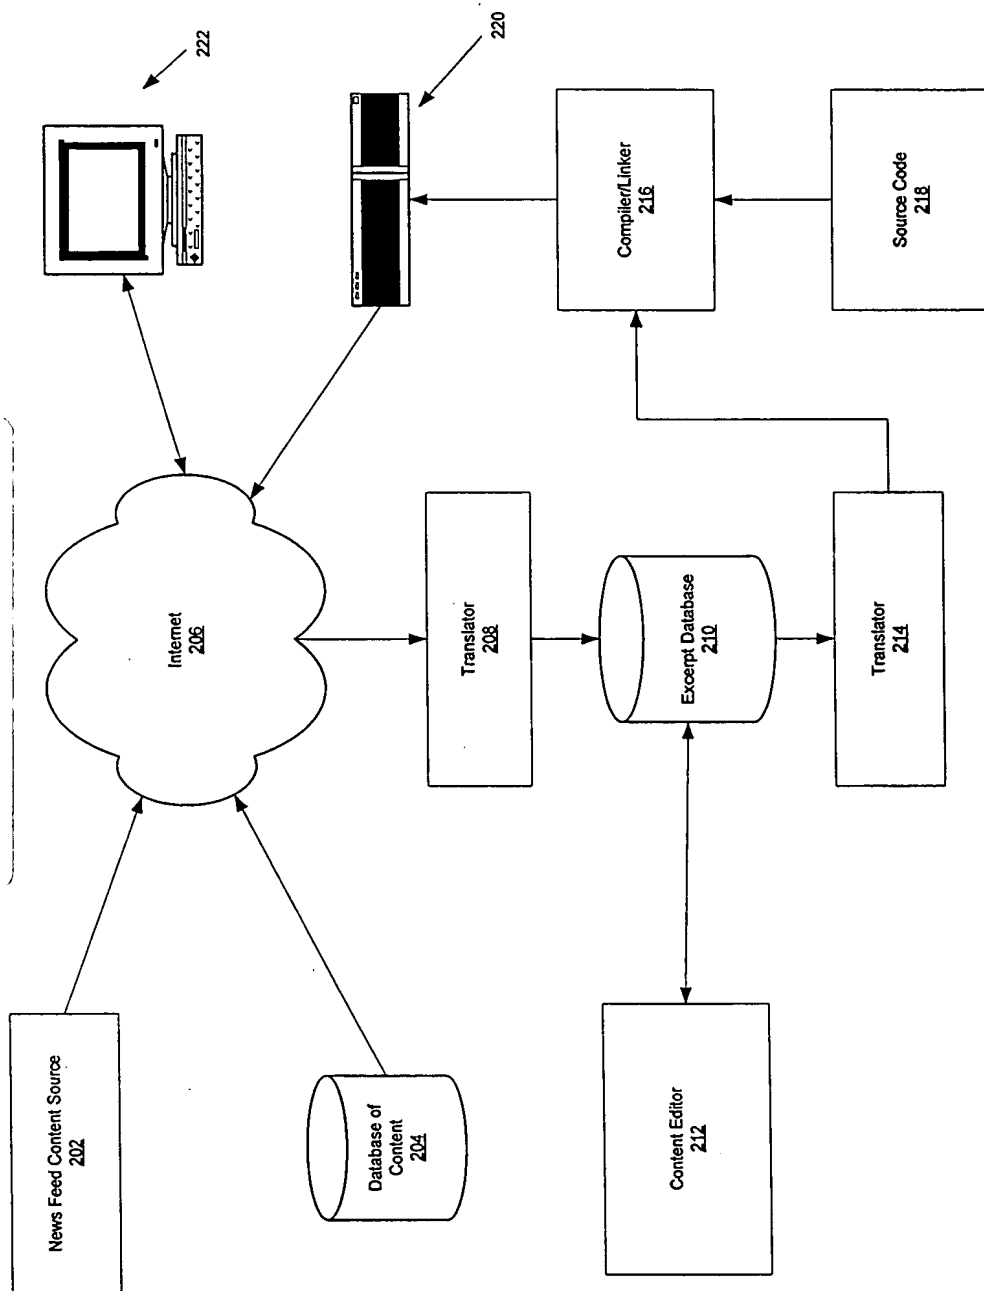 News Feed Content Source
202
Database of
Content
204
Internet
206
Translator
208
Excerpt Database
210
Content Editor
212
Translator
214
Compiler/Linker
216
Source Code
218
220
222